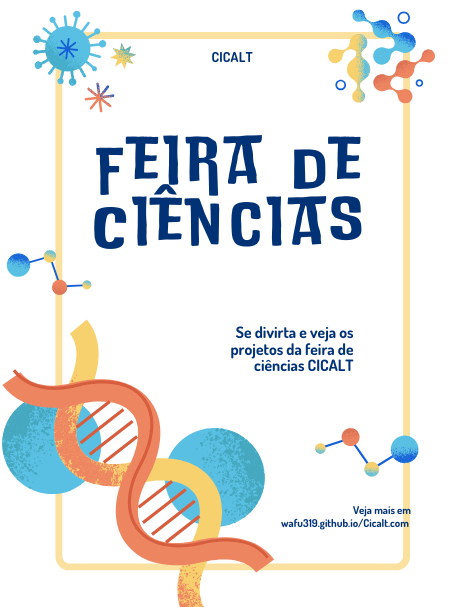 CICALT
FEIRA DE
CIÊNCIAS
Se divirta e veja os
projetos da feira de
ciências CICALT
Veja mais em
wafu319.github.io/Cicalt.com